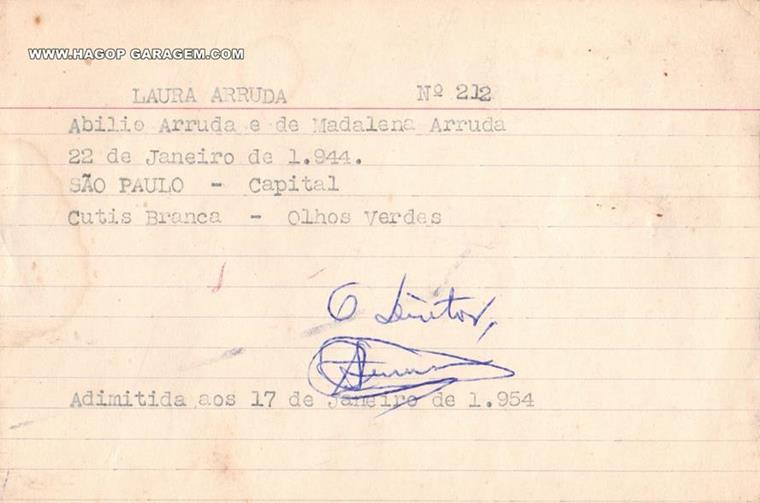 WWW.HAGOP GARAGEM.COM
LAURA ARRUDA Nº 212
Abilio Arruda e de Madalena Arruda
22 de Janeiro de 1.944.
SÃO PAULO - Capital
Cutis Branca - Olhos Verdes
O Diretor,
Adimitida aos 17 de Janeiro de 1.954